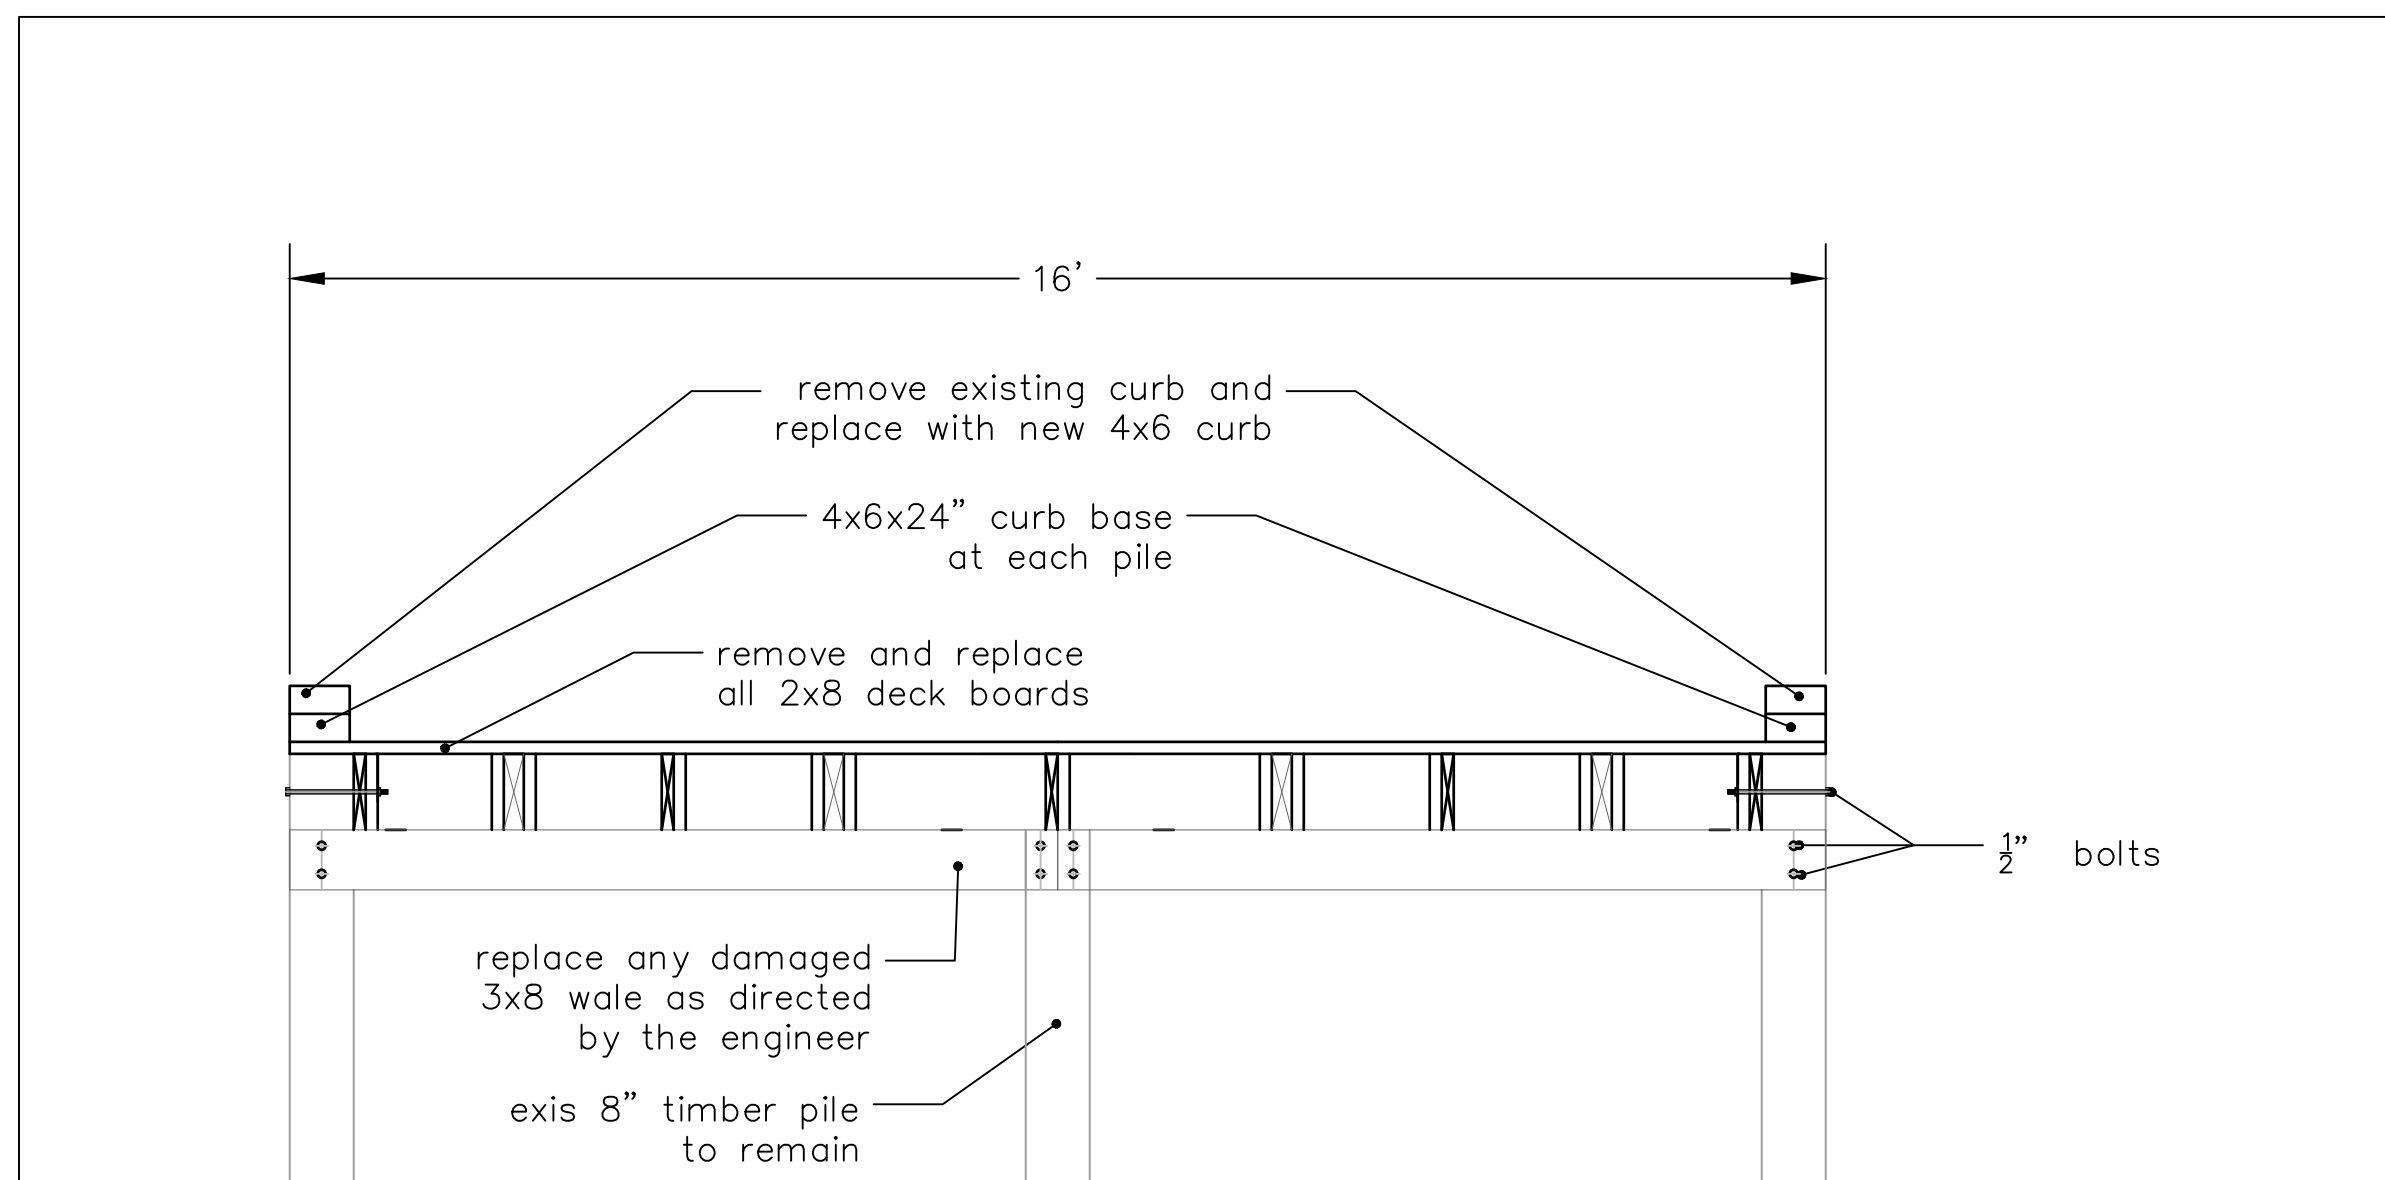 16’
remove existing curb and
replace with new 4x6 curb
4x6x24” curb base
at each pile
remove and replace
all 2x8 deck boards
½” bolts
replace any damaged
3x8 wale as directed
by the engineer
exis 8” timber pile
to remain